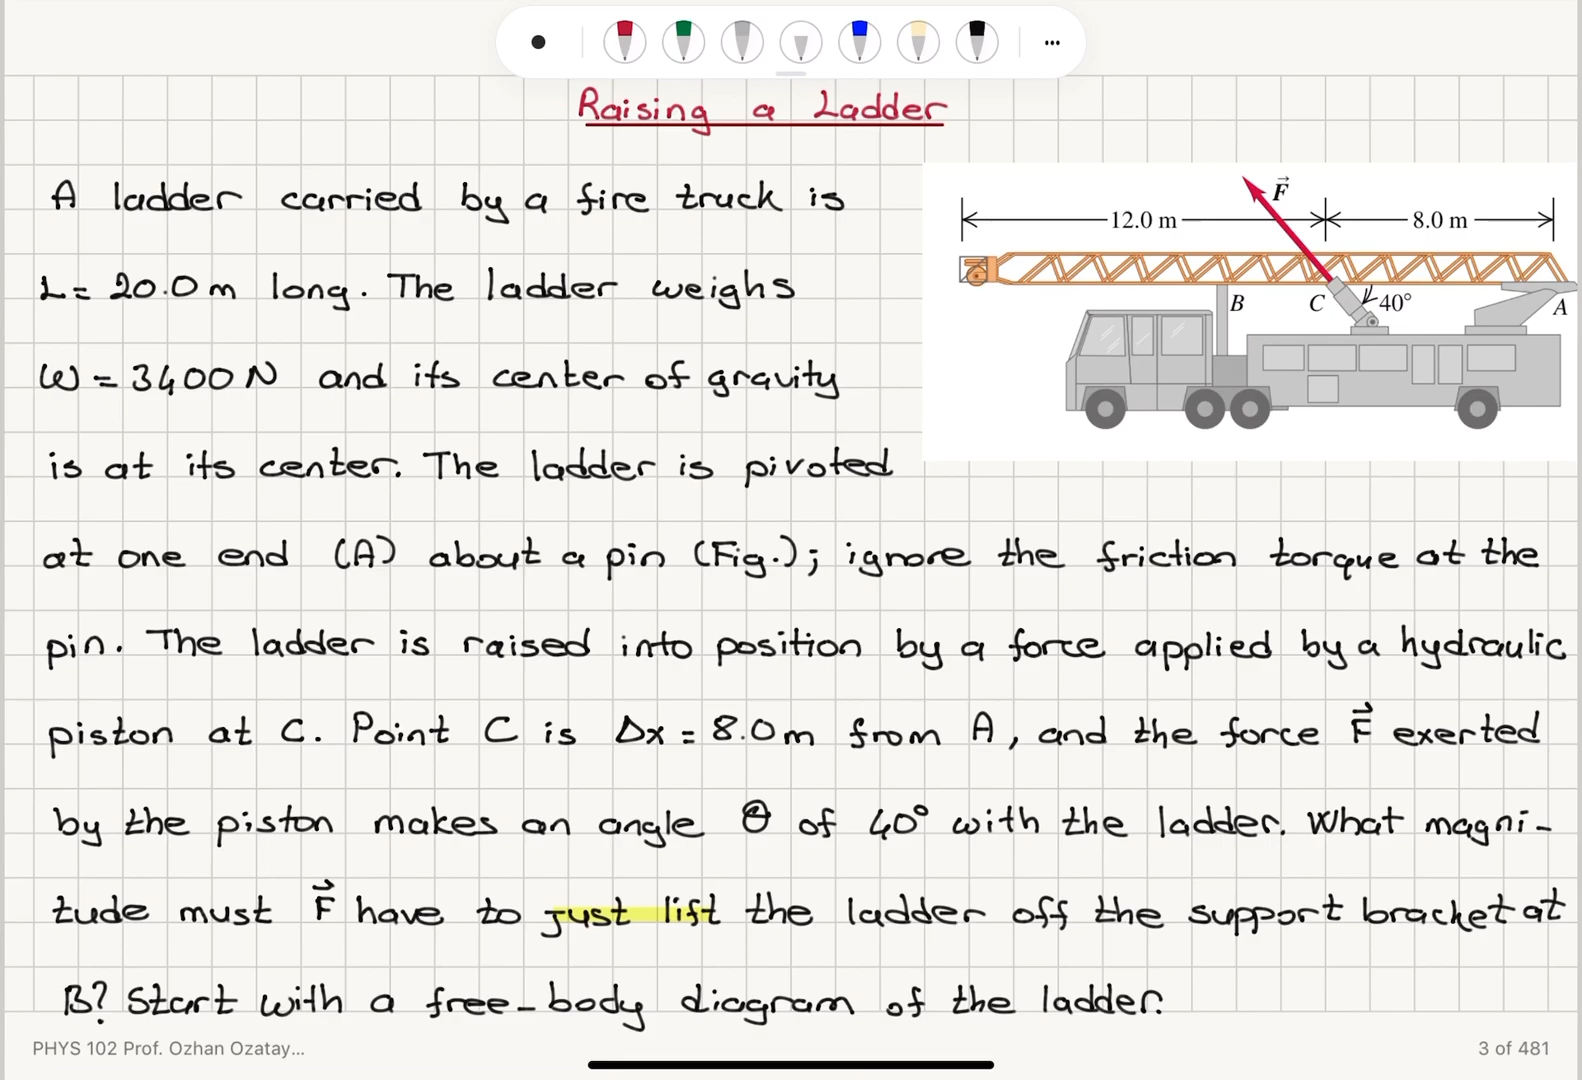 Raising a Ladder
A ladder carried by a fire truck is
L = 20.0 m long. The ladder weighs
W = 3400 N and its center of gravity
is at its center. The ladder is pivoted
F⃗
12.0 m 8.0 m
B C 40° A
at one end (A) about a pin (Fig.); ignore the friction torque at the
pin. The ladder is raised into position by a force applied by a hydraulic
piston at C. Point C is Δx = 8.0 m from A, and the force F⃗ exerted
by the piston makes an angle θ of 40° with the ladder. What magni-
tude must F⃗ have to just lift the ladder off the support bracket at
B? Start with a free-body diagram of the ladder.
PHYS 102 Prof. Ozhan Ozatay...
3 of 481